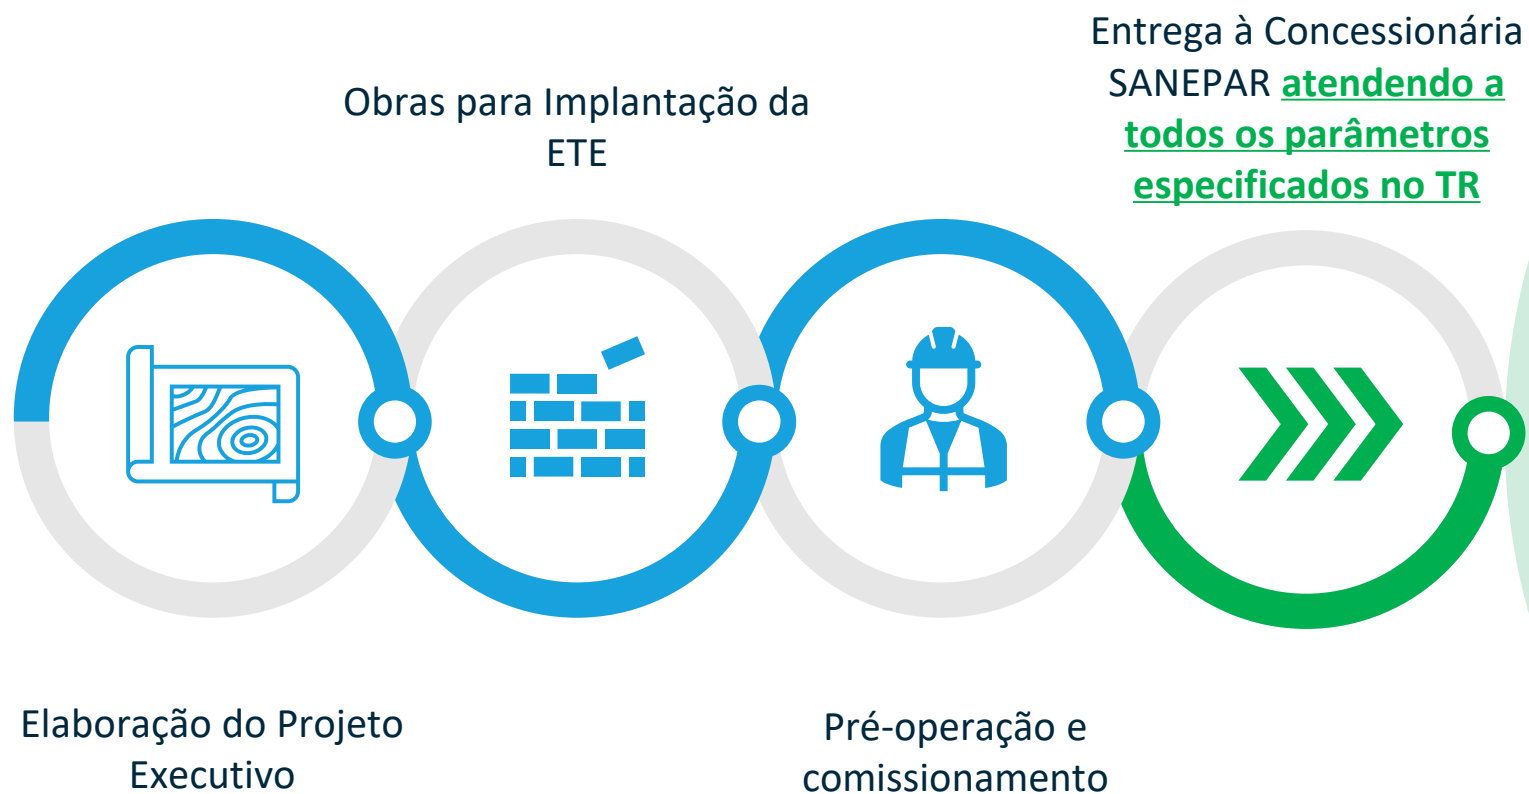 Elaboração do Projeto
Executivo
Obras para Implantação da
ETE
Pré-operação e
comissionamento
Entrega à Concessionária
SANEPAR atendendo a
todos os parâmetros
especificados no TR